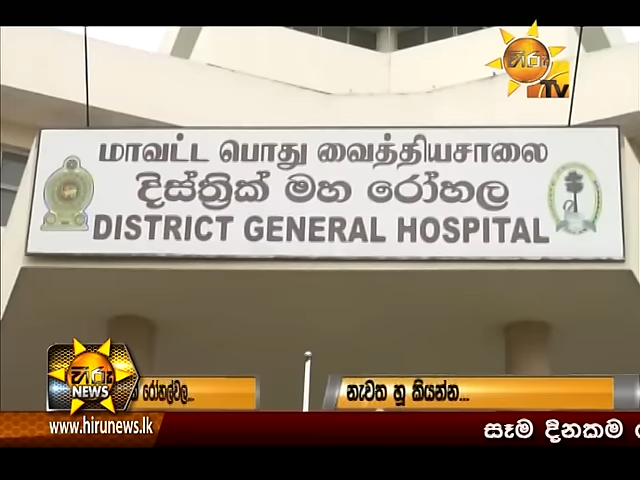 හිරු
TV
மாவட்ட பொது வைத்தியசாலை
දිස්ත්‍රික් මහ රෝහල
DISTRICT GENERAL HOSPITAL
හිරු
NEWS
රෝහල්වල...
නැවත හූ කියන්න...
www.hirunews.lk
සෑම දිනකම